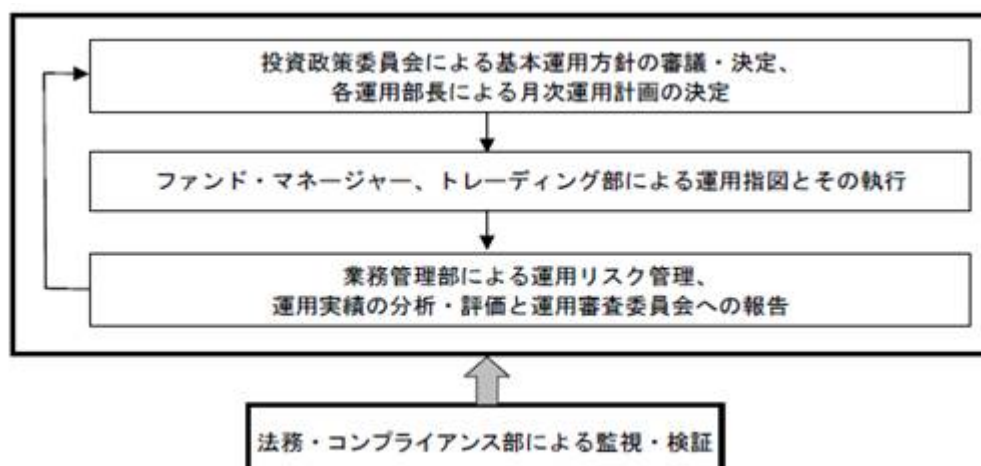 投資政策委員会による基本運用方針の審議・決定、
各運用部長による月次運用計画の決定
ファンド・マネージャー、トレーディング部による運用指図とその執行
業務管理部による運用リスク管理、
運用実績の分析・評価と運用審査委員会への報告
法務・コンプライアンス部による監視・検証